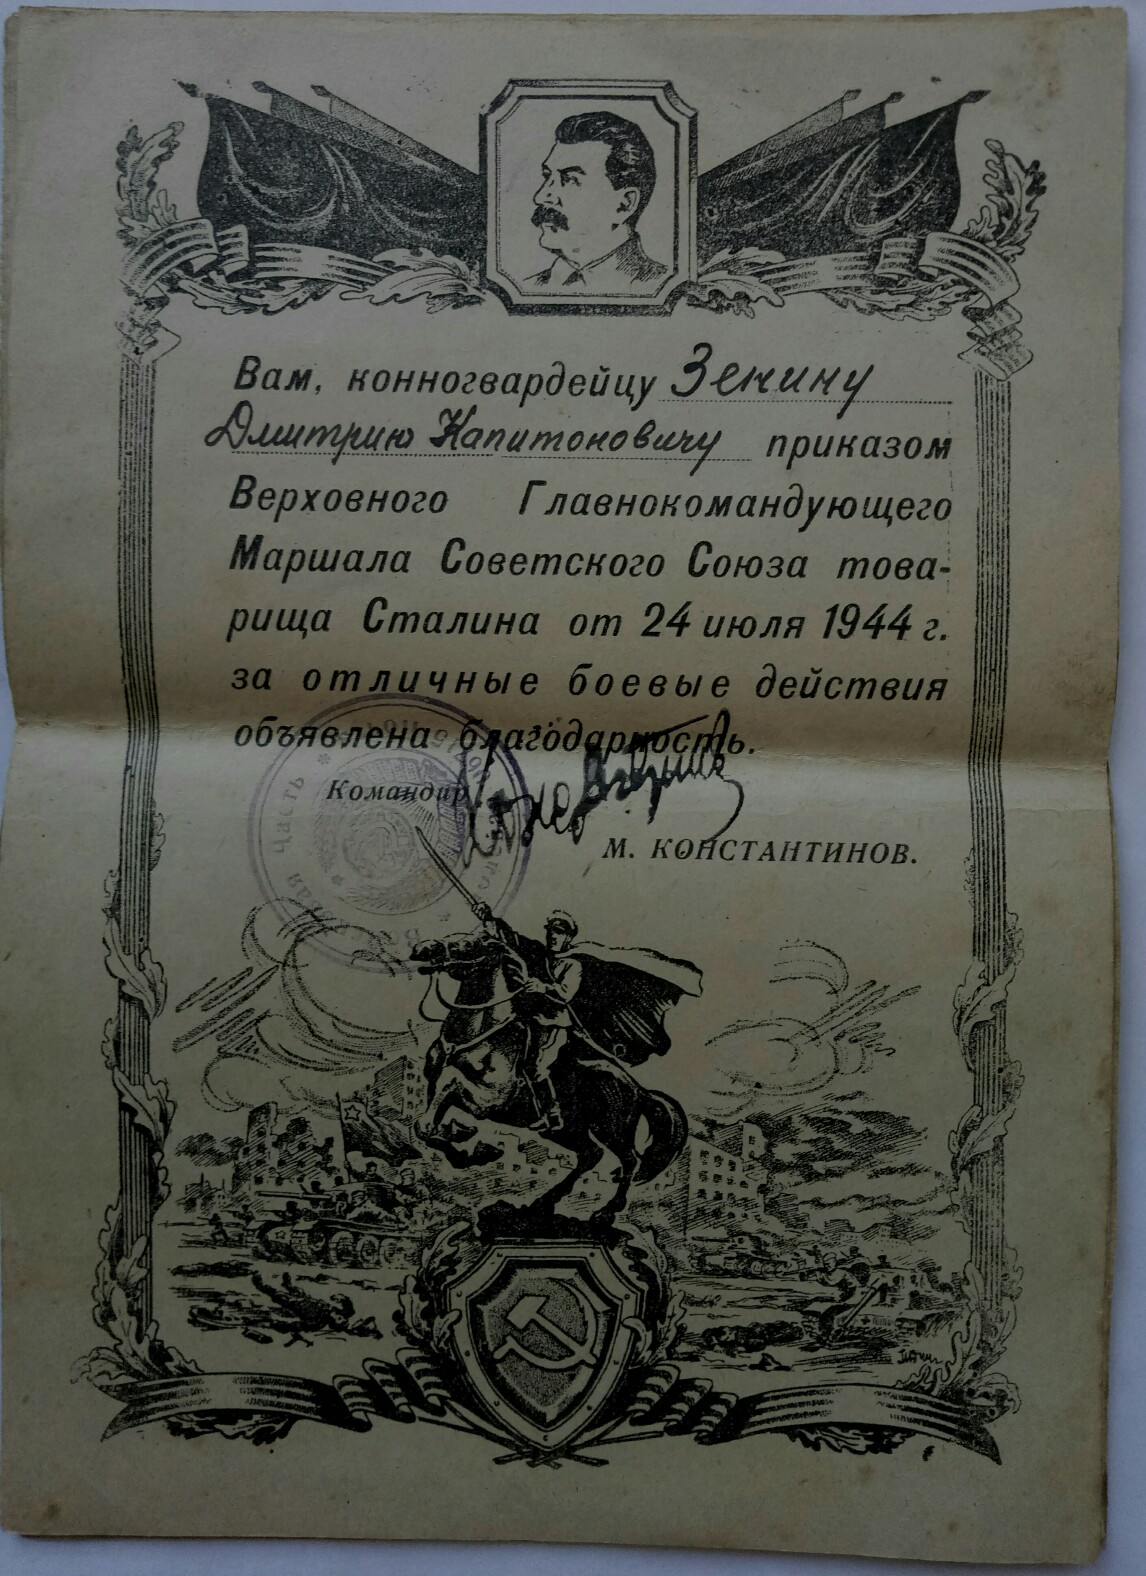 Вам, конногвардейцу Зенину
Дмитрию Капитоновичу приказом
Верховного Главнокомандующего
Маршала Советского Союза това-
рища Сталина от 24 июля 1944 г.
за отличные боевые действия
объявлена благодарность.
Командир
М. КОНСТАНТИНОВ.
часть